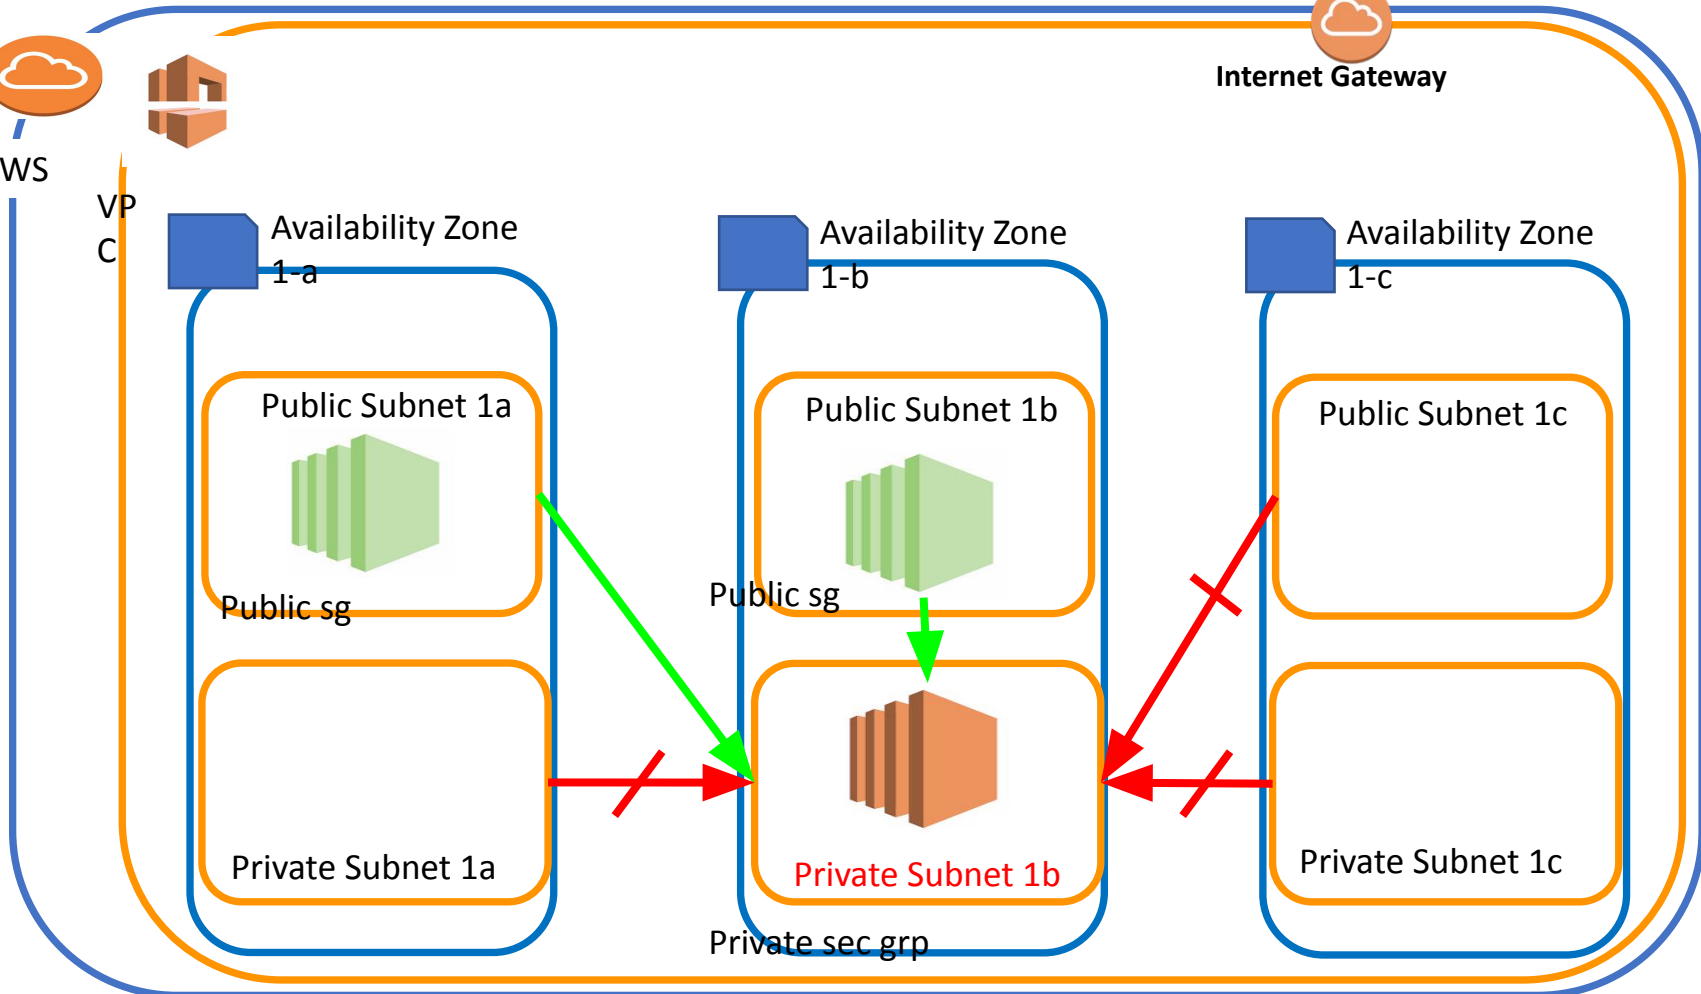 Internet Gateway
WS
VP
C
Availability Zone
1-a
Availability Zone
1-b
Availability Zone
1-c
Public Subnet 1a
Public Subnet 1b
Public Subnet 1c
Public sg
Public sg
Private Subnet 1a
Private Subnet 1b
Private Subnet 1c
Private sec grp